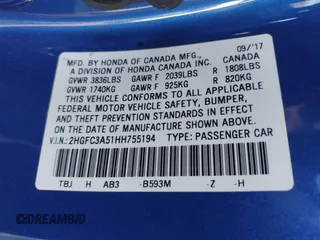 MFD. BY HONDA OF CANADA MFG., 09/'17
A DIVISION OF HONDA CANADA INC. CANADA
GVWR 3836LBS GAWR F 2039LBS R 1808LBS
GVWR 1740KG GAWR F 925KG R 820KG
THIS VEHICLE CONFORMS TO ALL APPLICABLE
FEDERAL MOTOR VEHICLE SAFETY, BUMPER,
AND THEFT PREVENTION STANDARDS IN EFFECT
ON THE DATE OF MANUFACTURE SHOWN ABOVE.
V.I.N.: 2HGFC3A51HH755194 TYPE: PASSENGER CAR
TBJ H AB3 -B593M -Z -H
© DREAMBID